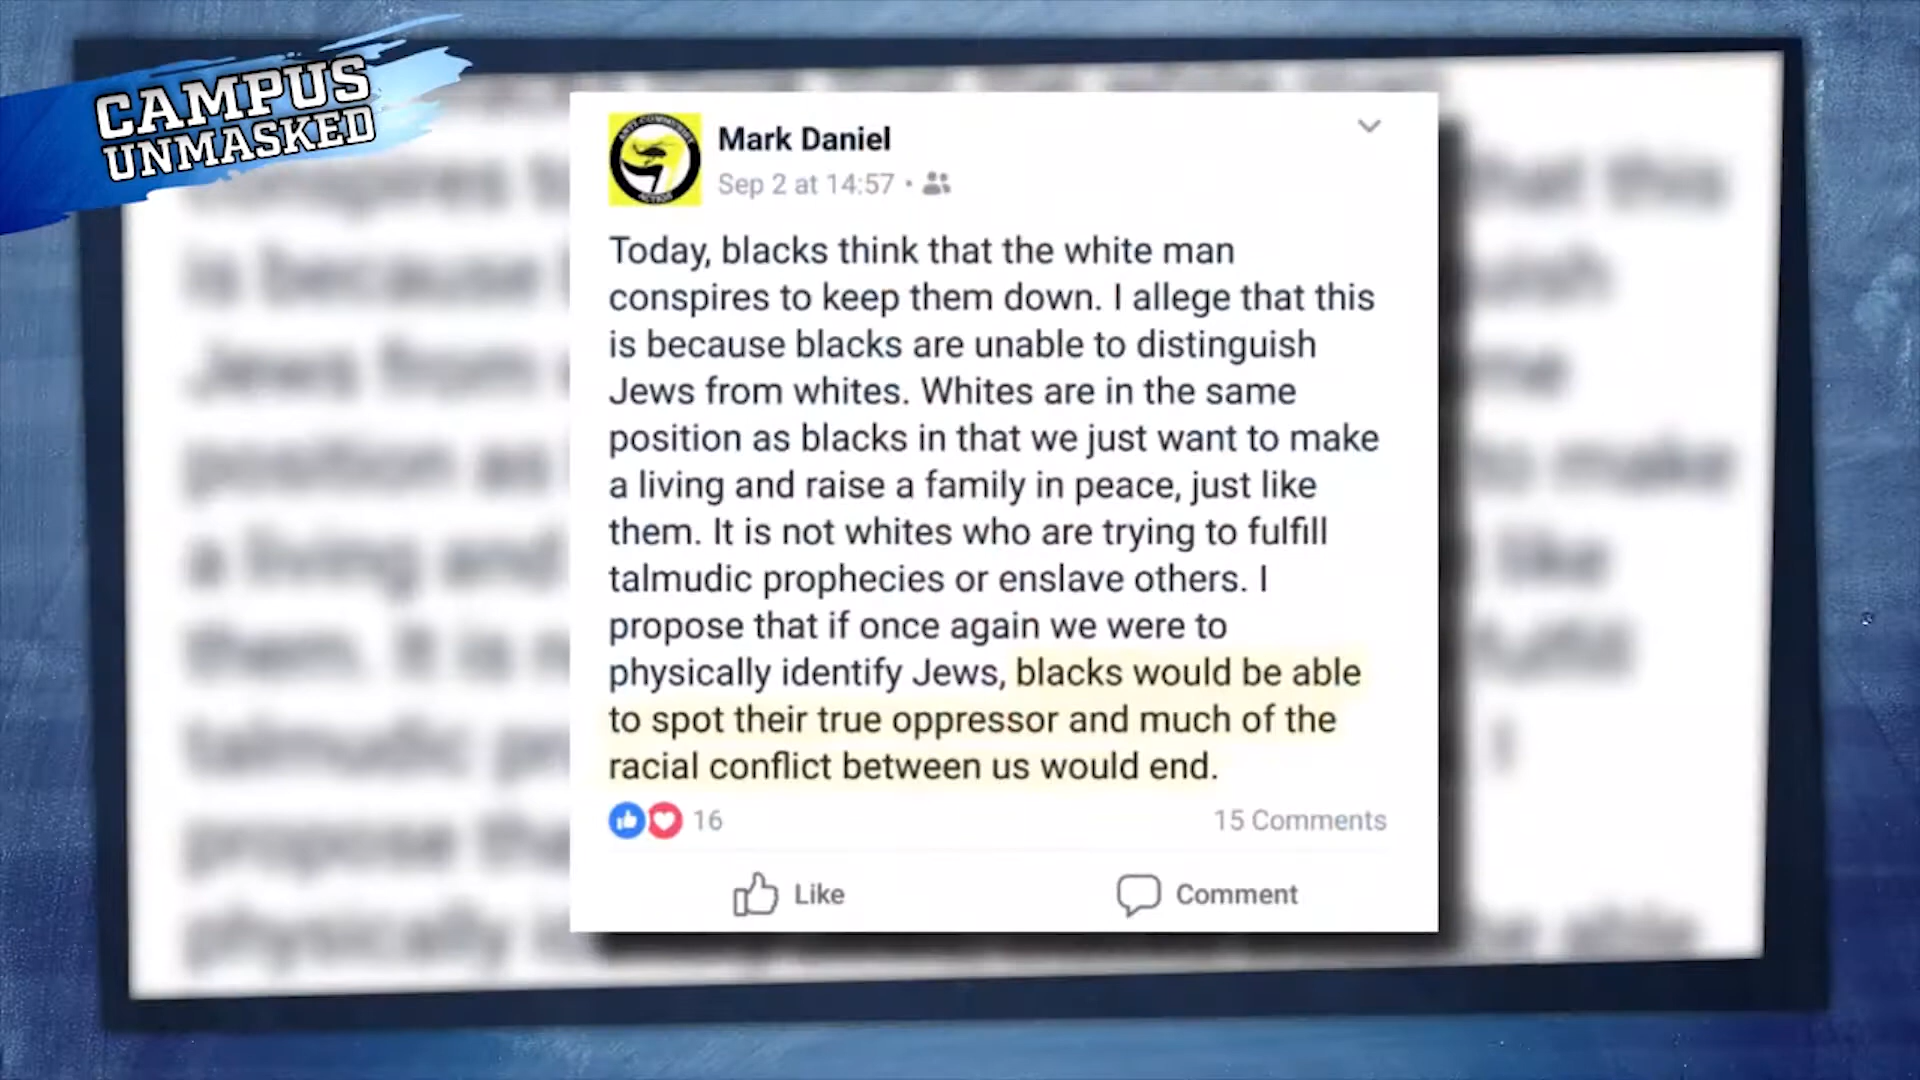 CAMPUS
UNMASKED
ANTI-COMMUNIST
ACTION
Mark Daniel
Sep 2 at 14:57 •
Today, blacks think that the white man
conspires to keep them down. I allege that this
is because blacks are unable to distinguish
Jews from whites. Whites are in the same
position as blacks in that we just want to make
a living and raise a family in peace, just like
them. It is not whites who are trying to fulfill
talmudic prophecies or enslave others. I
propose that if once again we were to
physically identify Jews, blacks would be able
to spot their true oppressor and much of the
racial conflict between us would end.
16
15 Comments
Like
Comment